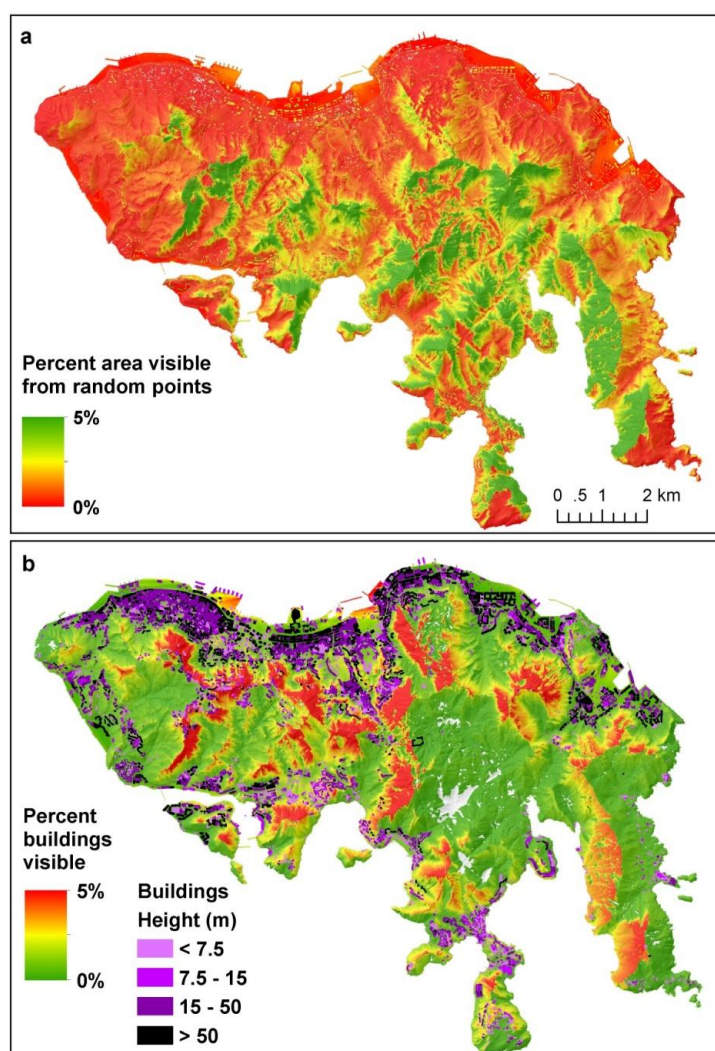 a
Percent area visible
from random points
5%
0%
0 .5 1 2 km
b
Percent
buildings
visible
5%
0%
Buildings
Height (m)
< 7.5
7.5 - 15
15 - 50
> 50